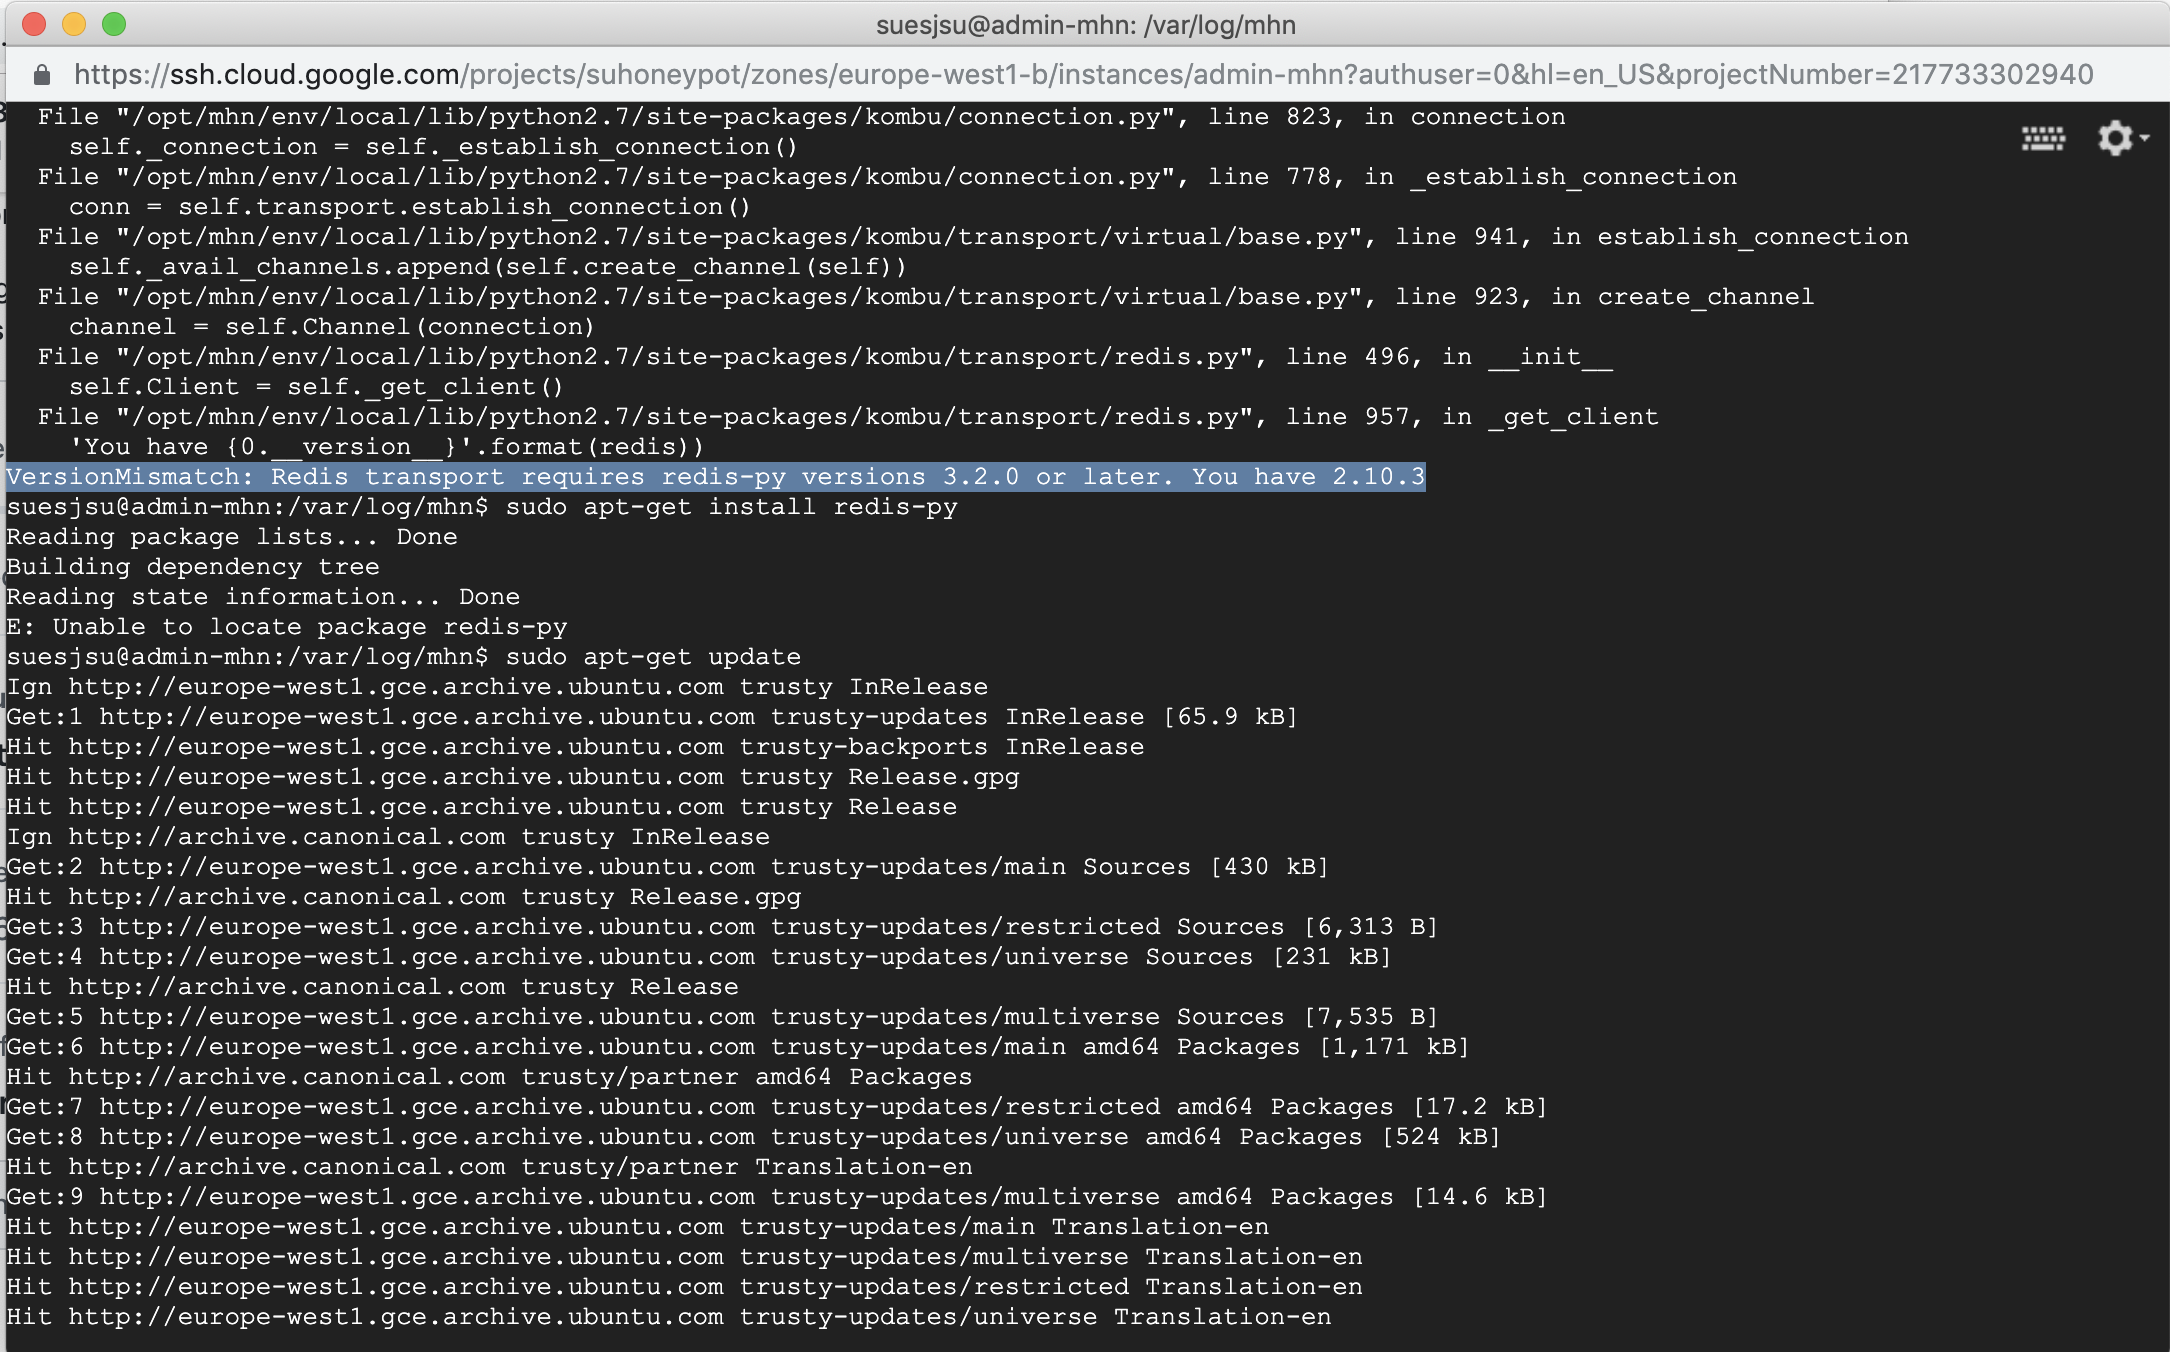 suesjsu@admin-mhn: /var/log/mhn
https://ssh.cloud.google.com/projects/suhoneypot/zones/europe-west1-b/instances/admin-mhn?authuser=0&hl=en_US&projectNumber=217733302940
  File "/opt/mhn/env/local/lib/python2.7/site-packages/kombu/connection.py", line 823, in connection
    self._connection = self._establish_connection()
  File "/opt/mhn/env/local/lib/python2.7/site-packages/kombu/connection.py", line 778, in _establish_connection
    conn = self.transport.establish_connection()
  File "/opt/mhn/env/local/lib/python2.7/site-packages/kombu/transport/virtual/base.py", line 941, in establish_connection
    self._avail_channels.append(self.create_channel(self))
  File "/opt/mhn/env/local/lib/python2.7/site-packages/kombu/transport/virtual/base.py", line 923, in create_channel
    channel = self.Channel(connection)
  File "/opt/mhn/env/local/lib/python2.7/site-packages/kombu/transport/redis.py", line 496, in __init__
    self.Client = self._get_client()
  File "/opt/mhn/env/local/lib/python2.7/site-packages/kombu/transport/redis.py", line 957, in _get_client
    'You have {0.__version__}'.format(redis))
VersionMismatch: Redis transport requires redis-py versions 3.2.0 or later. You have 2.10.3
suesjsu@admin-mhn:/var/log/mhn$ sudo apt-get install redis-py
Reading package lists... Done
Building dependency tree
Reading state information... Done
E: Unable to locate package redis-py
suesjsu@admin-mhn:/var/log/mhn$ sudo apt-get update
Ign http://europe-west1.gce.archive.ubuntu.com trusty InRelease
Get:1 http://europe-west1.gce.archive.ubuntu.com trusty-updates InRelease [65.9 kB]
Hit http://europe-west1.gce.archive.ubuntu.com trusty-backports InRelease
Hit http://europe-west1.gce.archive.ubuntu.com trusty Release.gpg
Hit http://europe-west1.gce.archive.ubuntu.com trusty Release
Ign http://archive.canonical.com trusty InRelease
Get:2 http://europe-west1.gce.archive.ubuntu.com trusty-updates/main Sources [430 kB]
Hit http://archive.canonical.com trusty Release.gpg
Get:3 http://europe-west1.gce.archive.ubuntu.com trusty-updates/restricted Sources [6,313 B]
Get:4 http://europe-west1.gce.archive.ubuntu.com trusty-updates/universe Sources [231 kB]
Hit http://archive.canonical.com trusty Release
Get:5 http://europe-west1.gce.archive.ubuntu.com trusty-updates/multiverse Sources [7,535 B]
Get:6 http://europe-west1.gce.archive.ubuntu.com trusty-updates/main amd64 Packages [1,171 kB]
Hit http://archive.canonical.com trusty/partner amd64 Packages
Get:7 http://europe-west1.gce.archive.ubuntu.com trusty-updates/restricted amd64 Packages [17.2 kB]
Get:8 http://europe-west1.gce.archive.ubuntu.com trusty-updates/universe amd64 Packages [524 kB]
Hit http://archive.canonical.com trusty/partner Translation-en
Get:9 http://europe-west1.gce.archive.ubuntu.com trusty-updates/multiverse amd64 Packages [14.6 kB]
Hit http://europe-west1.gce.archive.ubuntu.com trusty-updates/main Translation-en
Hit http://europe-west1.gce.archive.ubuntu.com trusty-updates/multiverse Translation-en
Hit http://europe-west1.gce.archive.ubuntu.com trusty-updates/restricted Translation-en
Hit http://europe-west1.gce.archive.ubuntu.com trusty-updates/universe Translation-en